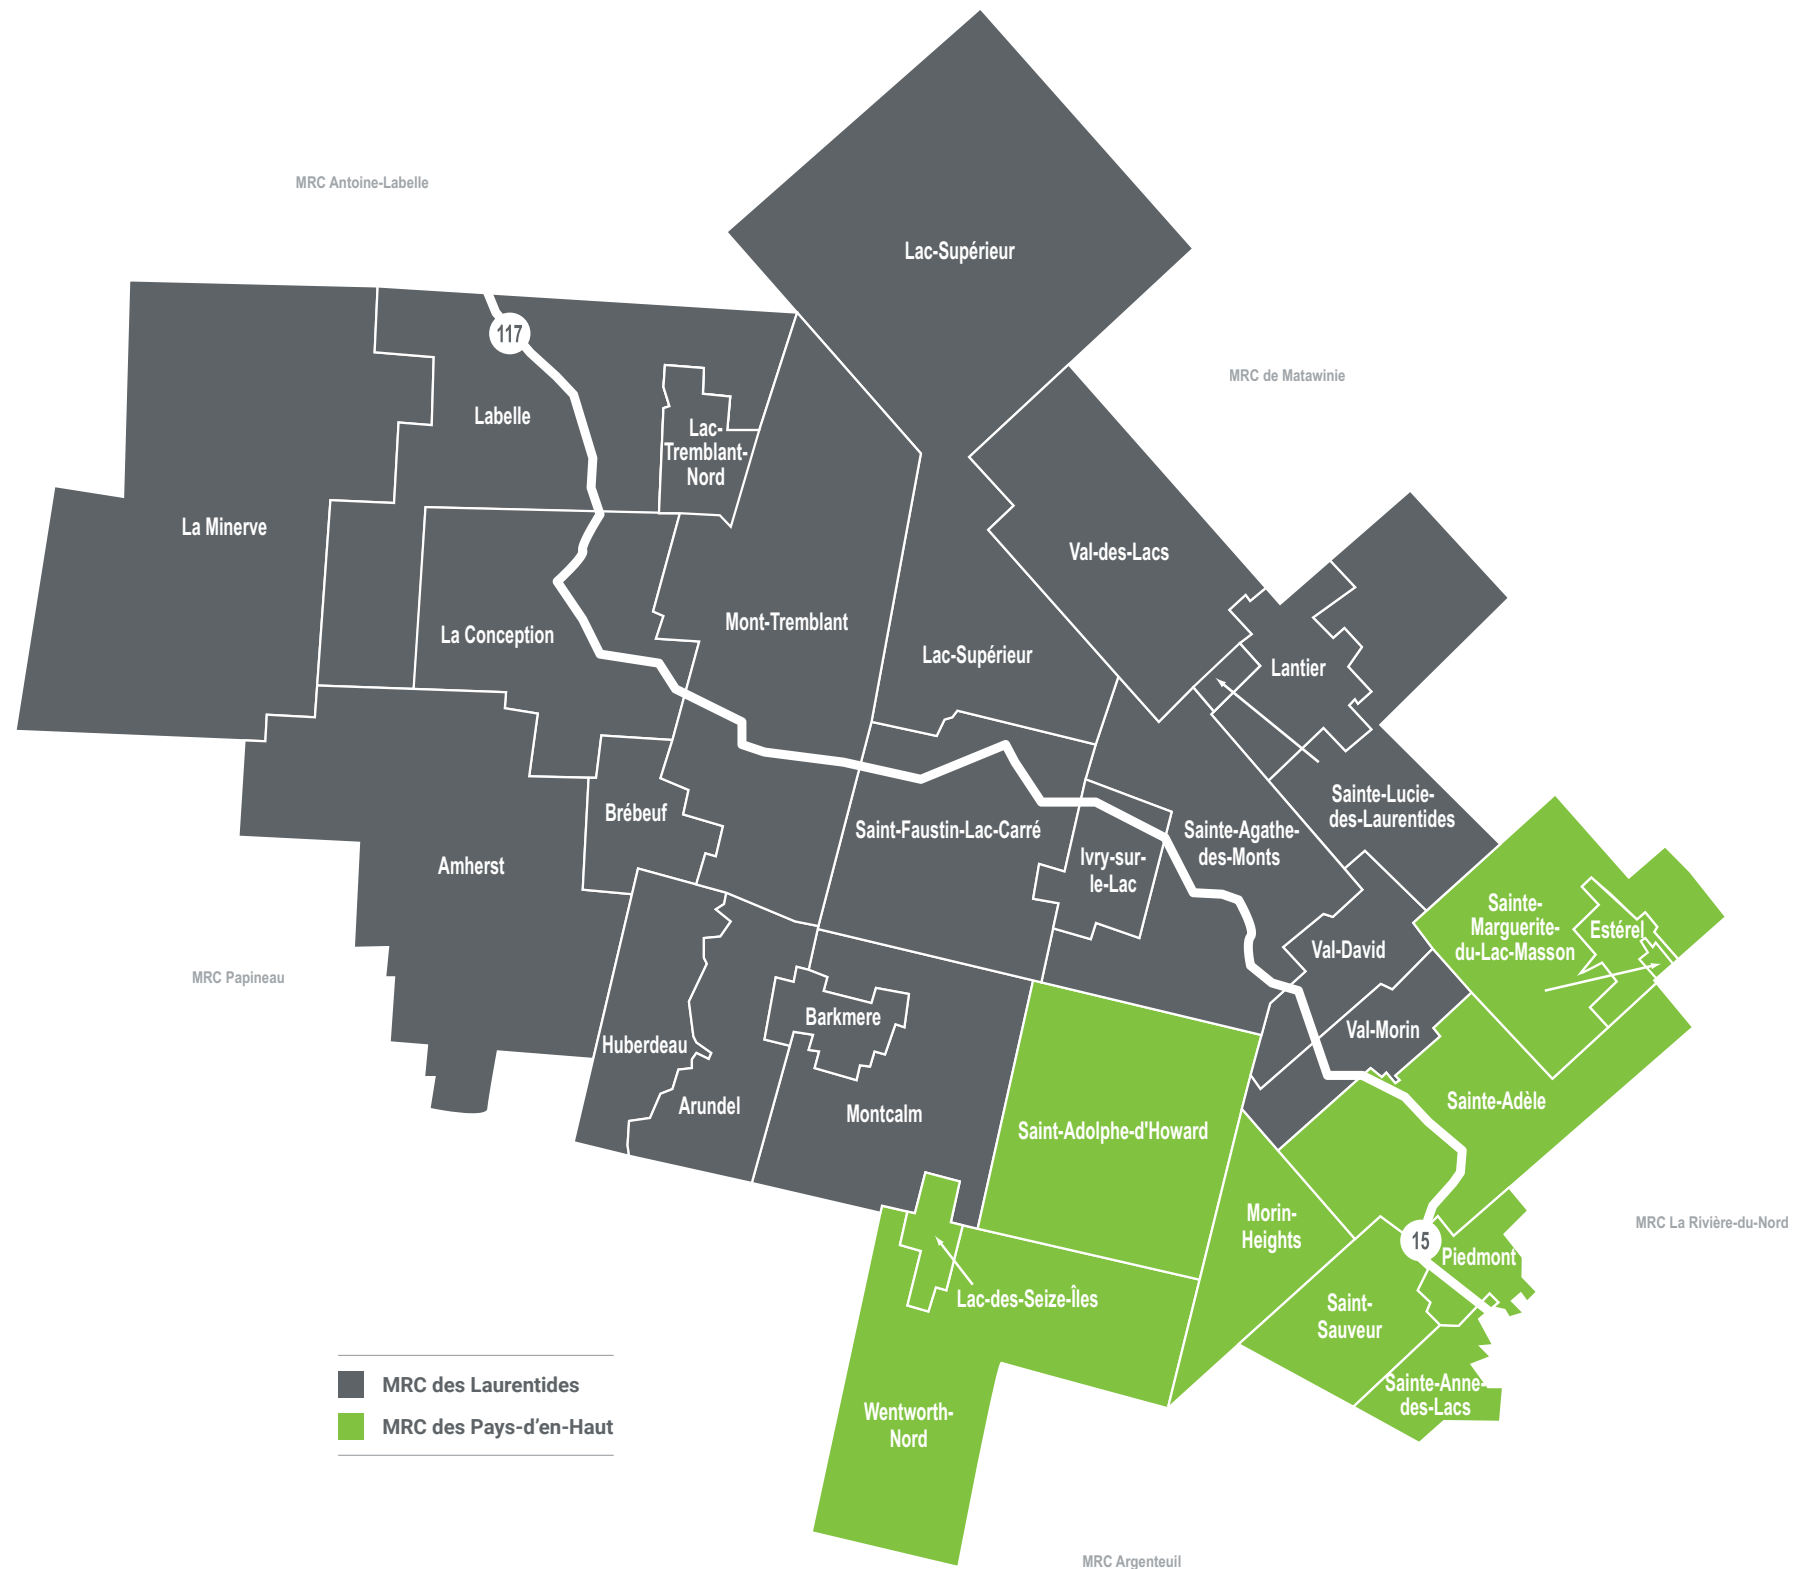 MRC Antoine-Labelle
Lac-Supérieur
117
MRC de Matawinie
Labelle
Lac-
Tremblant-
Nord
La Minerve
Val-des-Lacs
Mont-Tremblant
La Conception
Lac-Supérieur
Lantier
Sainte-Lucie-
des-Laurentides
Brébeuf
Saint-Faustin-Lac-Carré
Sainte-Agathe-
des-Monts
Ivry-sur-
le-Lac
Amherst
Sainte-
Marguerite-
du-Lac-Masson
Estérel
Val-David
MRC Papineau
Barkmere
Val-Morin
Huberdeau
Arundel
Montcalm
Sainte-Adèle
Saint-Adolphe-d'Howard
Morin-
Heights
MRC La Rivière-du-Nord
15
Piedmont
Lac-des-Seize-Îles
Saint-
Sauveur
MRC des Laurentides
MRC des Pays-d’en-Haut
Sainte-Anne-
des-Lacs
Wentworth-
Nord
MRC Argenteuil